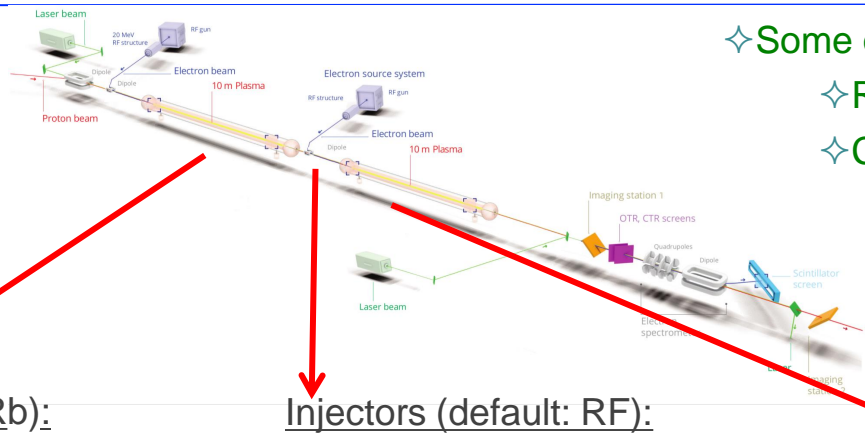 Laser beam
20 MeV
RF structure
RF gun
Some
Dipole
Dipole
Electron beam
Electron source system
10 m Plasma
RF structure
RF gun
Proton beam
Electron beam
Dipole
10 m Plasma
Imaging station 1
OTR, CTR screens
Quadrupoles
Dipole
Scintillator
screen
Laser beam
Injectors (default: RF):